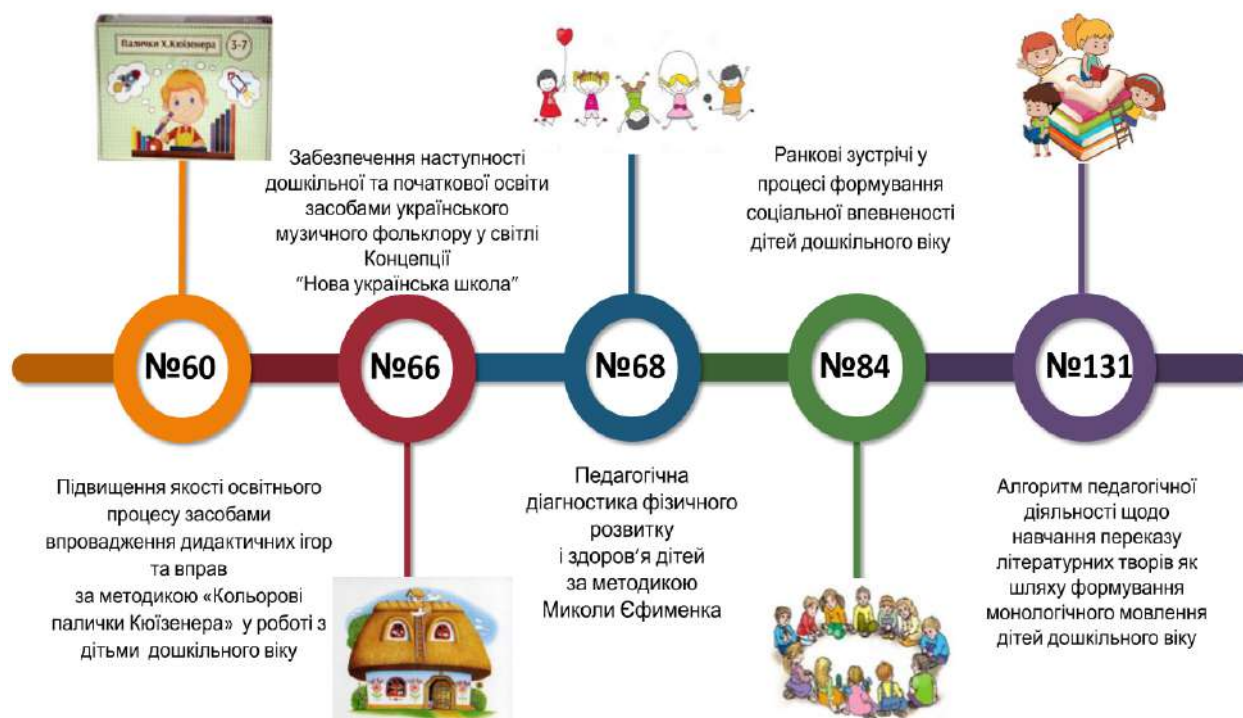 Палички Х.Кюїзенера
3-7
Забезпечення наступності
дошкільної та початкової освіти
засобами українського
музичного фольклору у світлі
Концепції
“Нова українська школа”
Ранкові зустрічі у
процесі формування
соціальної впевненості
дітей дошкільного віку
№60
№66
№68
№84
№131
Підвищення якості освітнього
процесу засобами
впровадження дидактичних ігор
та вправ
за методикою «Кольорові
палички Кюїзенера» у роботі з
дітьми дошкільного віку
Педагогічна
діагностика фізичного
розвитку
і здоров’я дітей
за методикою
Миколи Єфименка
Алгоритм педагогічної
діяльності щодо
навчання переказу
літературних творів як
шляху формування
монологічного мовлення
дітей дошкільного віку